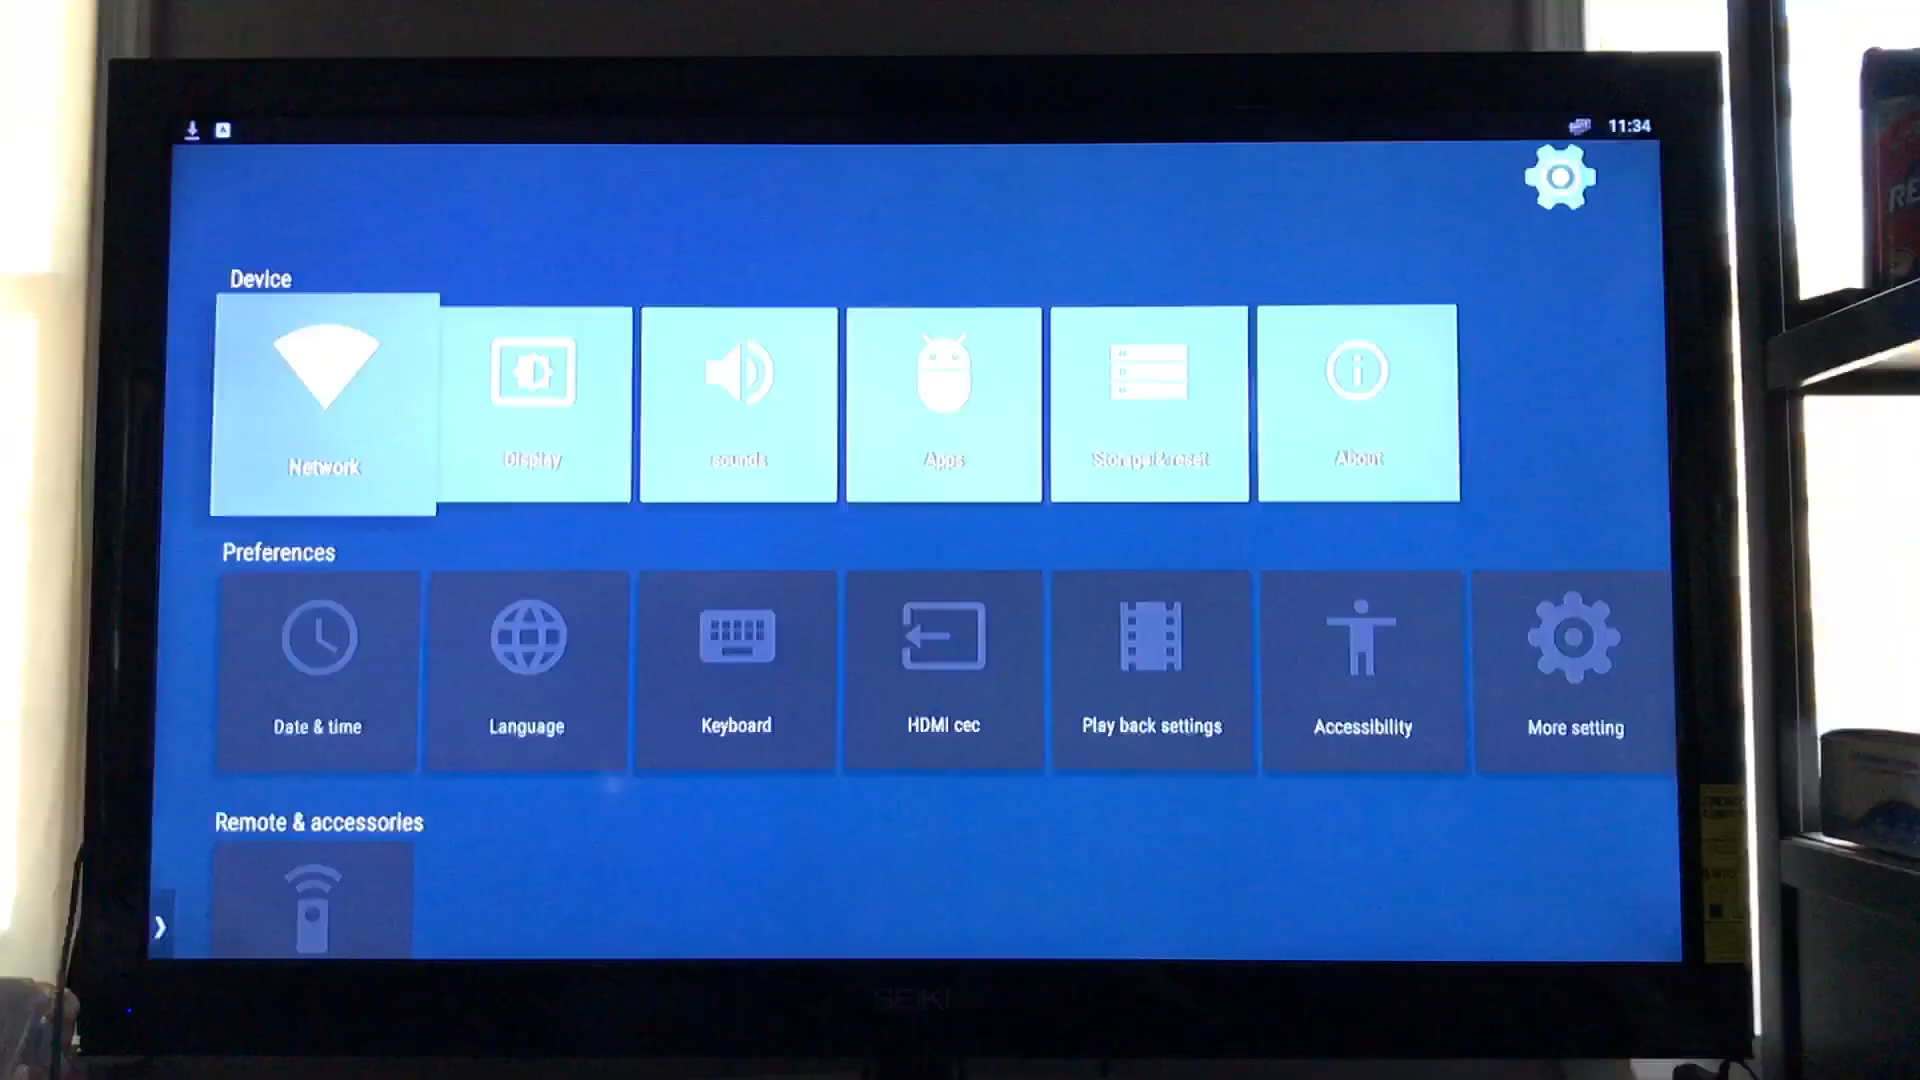 11:34
Device
Network
Display
sounds
Apps
Storage & reset
About
Preferences
Date & time
Language
Keyboard
HDMI cec
Play back settings
Accessibility
More setting
Remote & accessories
SEIKI